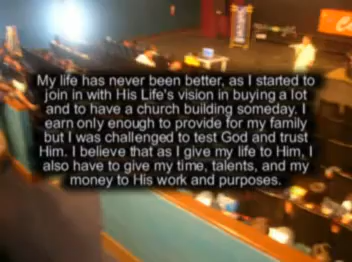 My life has never been better, as I started to
join in with His Life's vision in buying a lot
and to have a church building someday. I
earn only enough to provide for my family
but I was challenged to test God and trust
Him. I believe that as I give my life to Him, I
also have to give my time, talents, and my
money to His work and purposes.